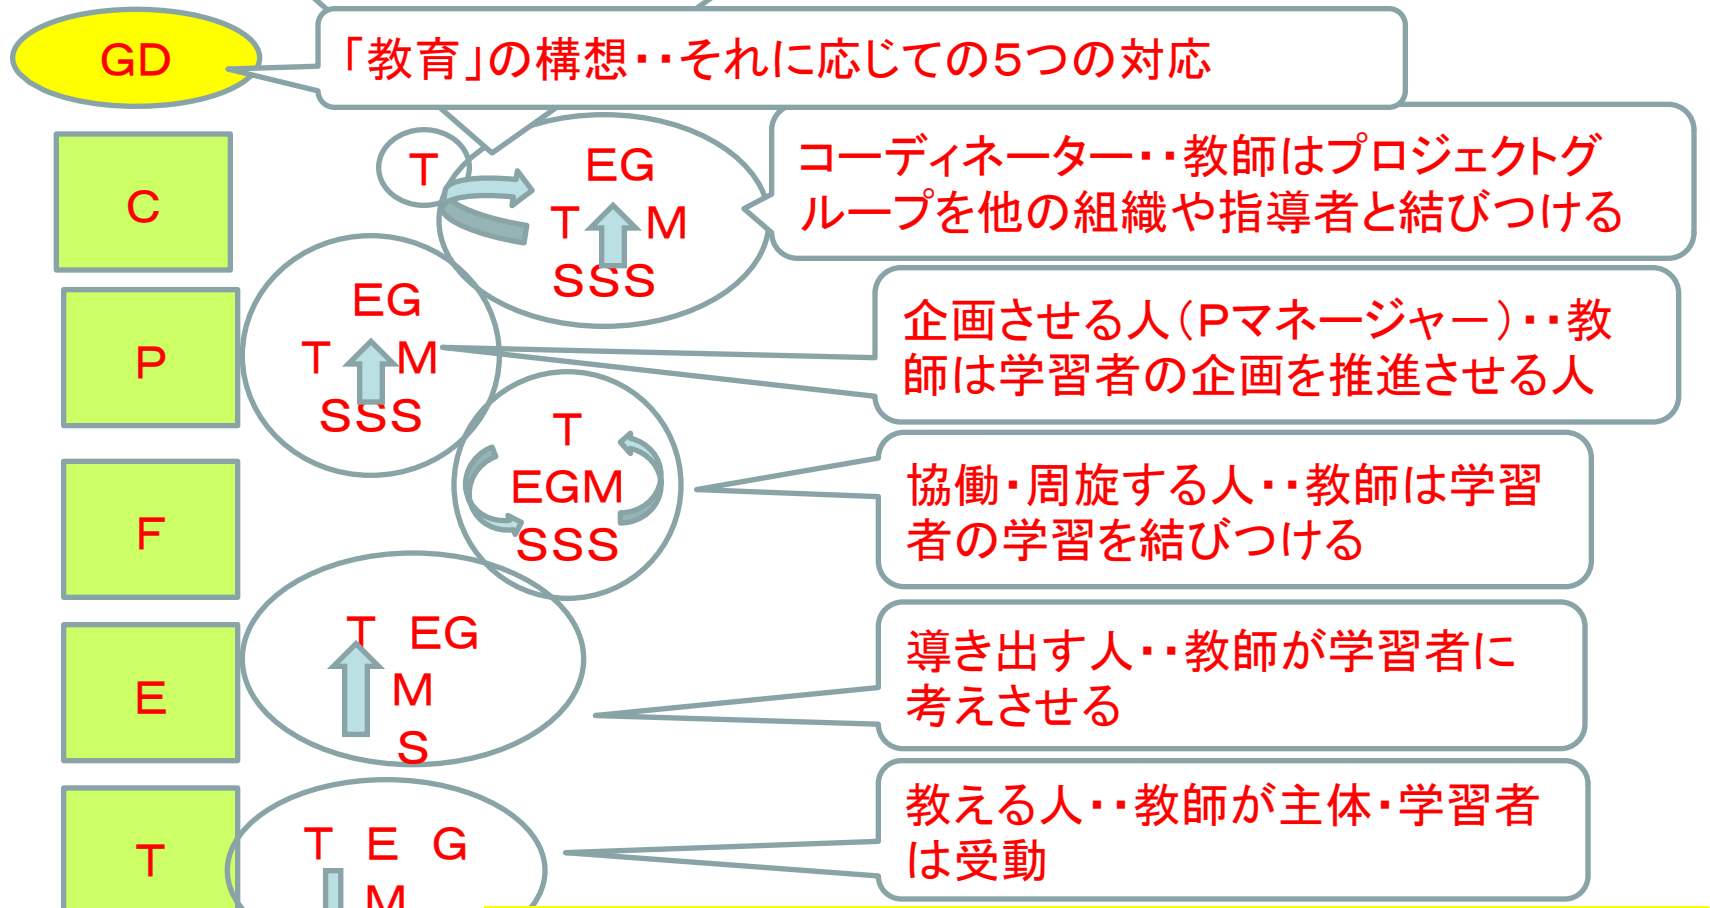 GD
「教育」の構想・・それに応じての５つの対応
C
T
EG
T M
SSS
コーディネーター・・教師はプロジェクトグ
ループを他の組織や指導者と結びつける
P
EG
T M
SSS
企画させる人（Ｐマネージャー）・・教
師は学習者の企画を推進させる人
F
T
EGM
SSS
協働・周旋する人・・教師は学習
者の学習を結びつける
E
T EG
M
S
導き出す人・・教師が学習者に
考えさせる
T
T E G
M
教える人・・教師が主体・学習者
は受動